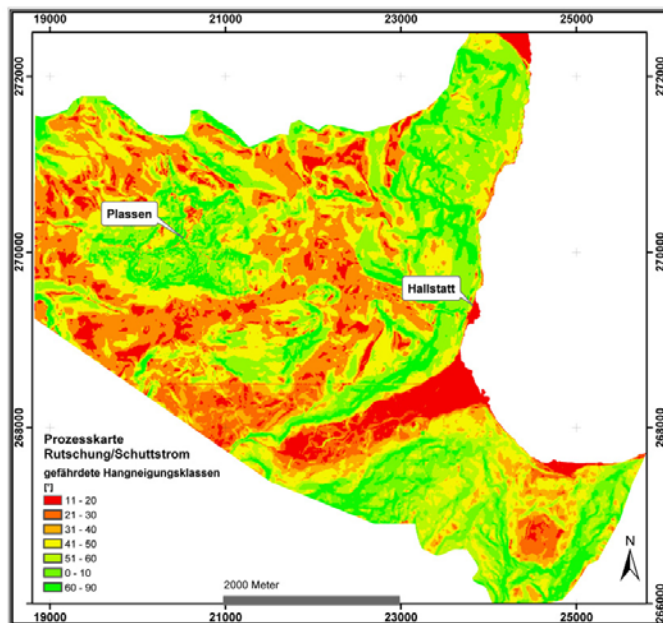 19000 21000 23000 25000
272000 272000
Plassen
270000 270000
Hallstatt
268000 268000
Prozesskarte
Rutschung/Schuttstrom
gefährdete Hangneigungsklassen
[°]
11 - 20
21 - 30
31 - 40
41 - 50
51 - 60
0 - 10
60 - 90
N
2000 Meter
266000
19000 21000 23000 25000